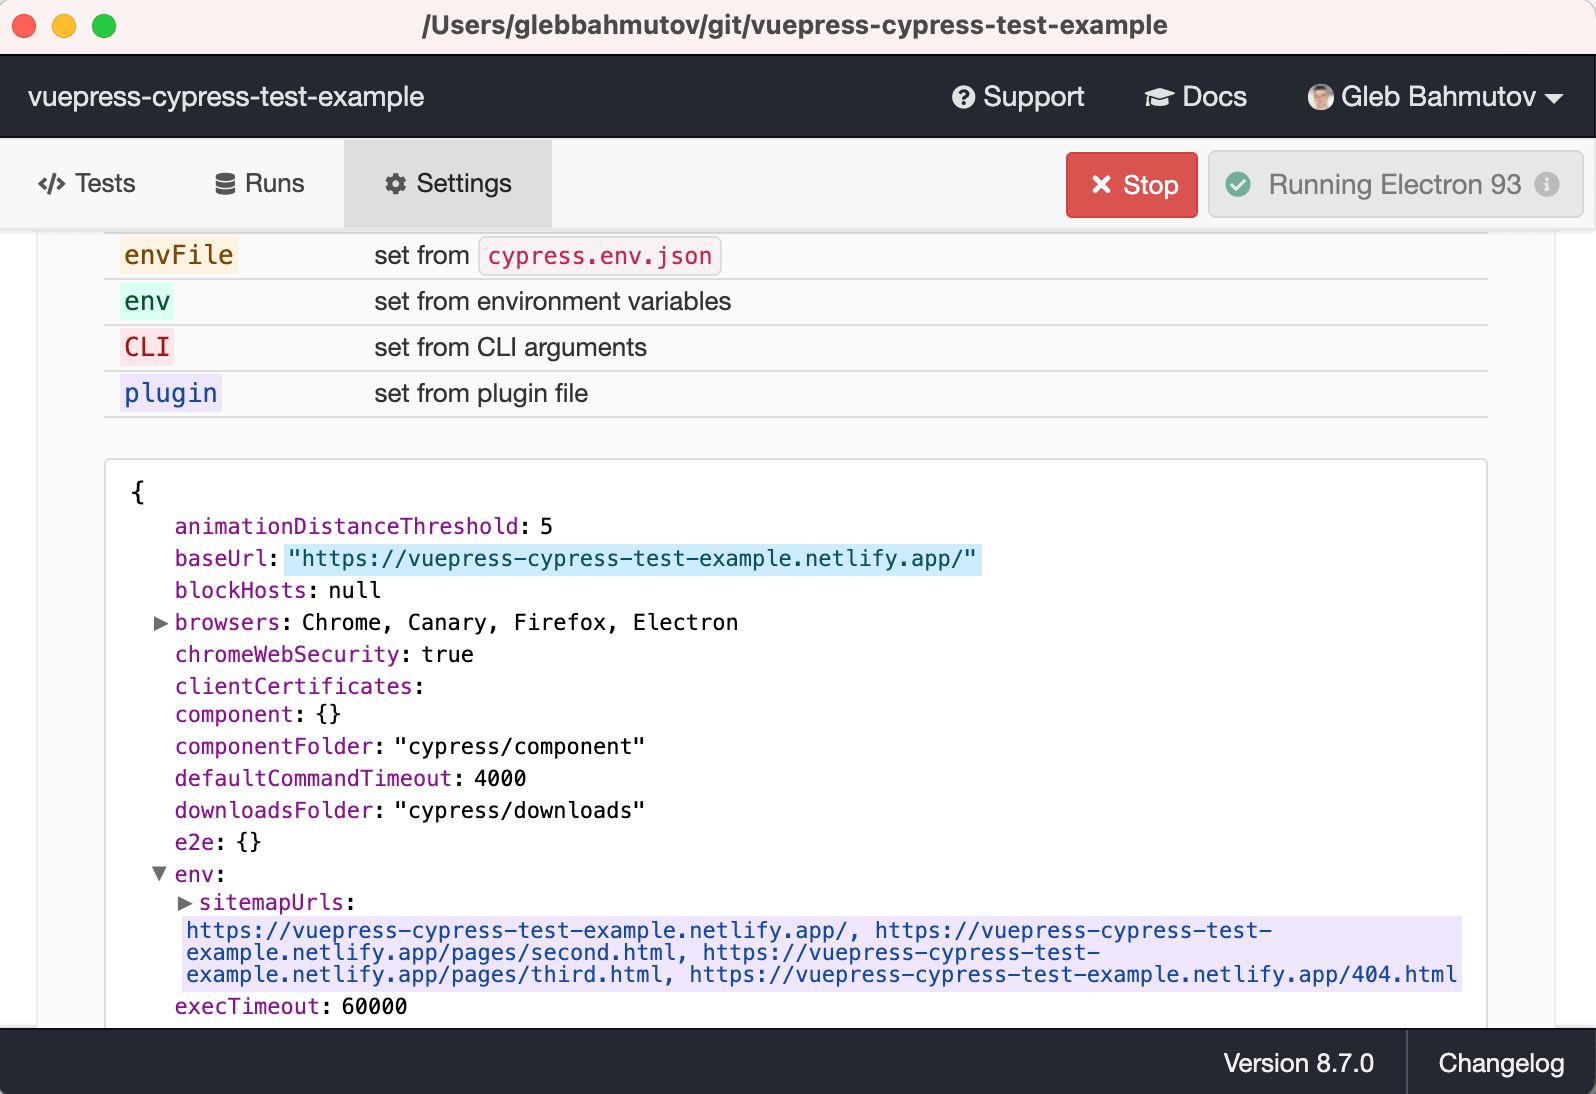 /Users/glebbahmutov/git/vuepress-cypress-test-example
vuepress-cypress-test-example Support Docs Gleb Bahmutov
</> Tests Runs Settings Stop Running Electron 93
envFile set from cypress.env.json
env set from environment variables
CLI set from CLI arguments
plugin set from plugin file
{
animationDistanceThreshold: 5
baseUrl: "https://vuepress-cypress-test-example.netlify.app/"
blockHosts: null
browsers: Chrome, Canary, Firefox, Electron
chromeWebSecurity: true
clientCertificates:
component: {}
componentFolder: "cypress/component"
defaultCommandTimeout: 4000
downloadsFolder: "cypress/downloads"
e2e: {}
env:
sitemapUrls:
https://vuepress-cypress-test-example.netlify.app/, https://vuepress-cypress-test-
example.netlify.app/pages/second.html, https://vuepress-cypress-test-
example.netlify.app/pages/third.html, https://vuepress-cypress-test-example.netlify.app/404.html
execTimeout: 60000
Version 8.7.0 Changelog